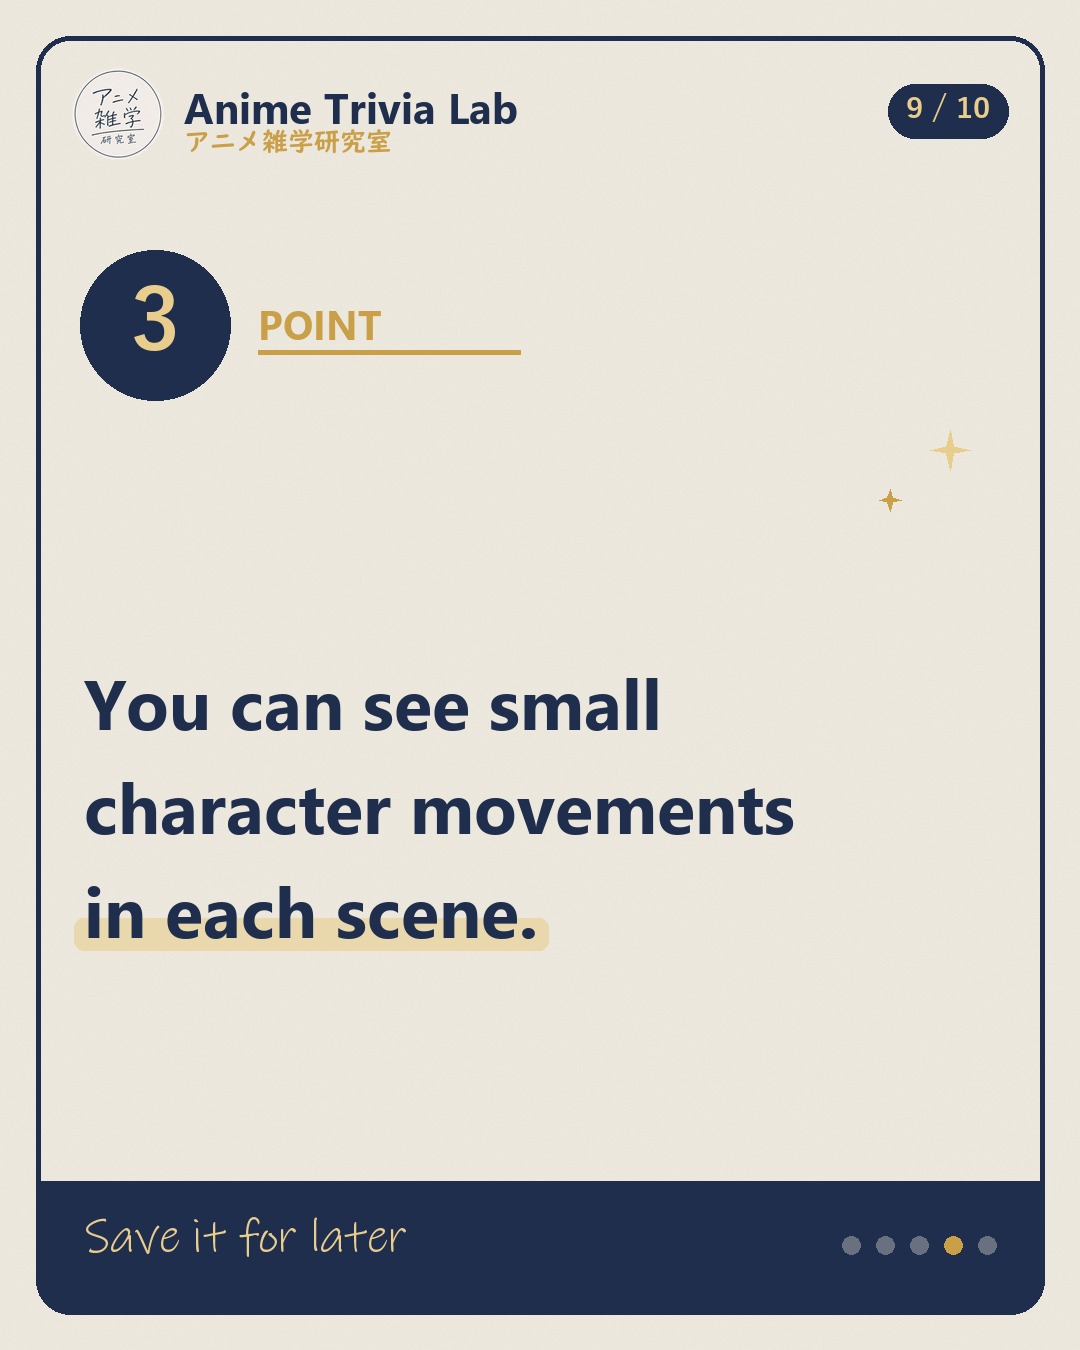 アニメ
雑学
研究室
Anime Trivia Lab
アニメ雑学研究室
9 / 10
3
POINT
You can see small
character movements
in each scene.
Save it for later